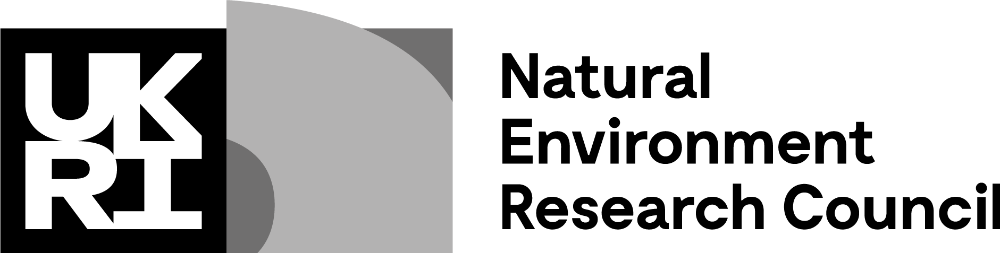 UK
RI
Natural
Environment
Research Council